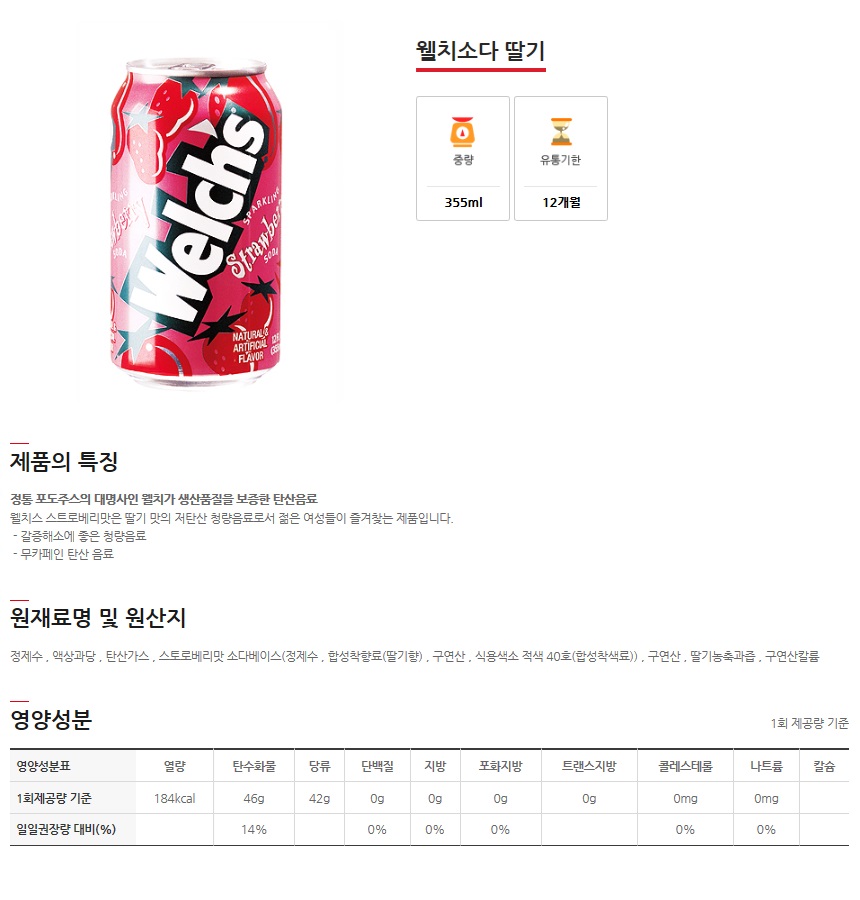 웰치소다 딸기
중량
유통기한
355ml
12개월
Welchs
SPARKLING
Strawberry
SODA
NATURAL &
ARTIFICIAL
FLAVOR
제품의 특징
정통 포도주스의 대명사인 웰치가 생산품질을 보증한 탄산음료
웰치스 스트로베리맛은 딸기 맛의 저탄산 청량음료로서 젊은 여성들이 즐겨찾는 제품입니다.
- 갈증해소에 좋은 청량음료
- 무카페인 탄산 음료
원재료명 및 원산지
정제수 , 액상과당 , 탄산가스 , 스토로베리맛 소다베이스(정제수 , 합성착향료(딸기향) , 구연산 , 식용색소 적색 40호(합성착색료)) , 구연산 , 딸기농축과즙 , 구연산칼륨
영양성분
1회 제공량 기준
영양성분표 열량 탄수화물 당류 단백질 지방 포화지방 트랜스지방 콜레스테롤 나트륨 칼슘
1회제공량 기준 184kcal 46g 42g 0g 0g 0g 0g 0mg 0mg
일일권장량 대비(%) 14% 0% 0% 0% 0% 0%